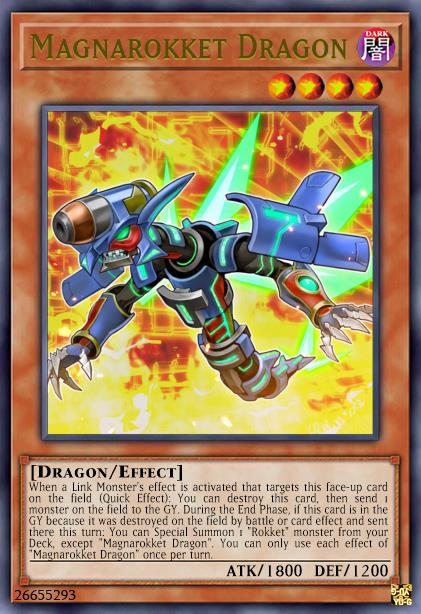 MAGNAROKKET DRAGON
DARK
闇
[DRAGON/EFFECT]
When a Link Monster's effect is activated that targets this face-up card
on the field (Quick Effect): You can destroy this card, then send 1
monster on the field to the GY. During the End Phase, if this card is in the
GY because it was destroyed on the field by battle or card effect and sent
there this turn: You can Special Summon 1 "Rokket" monster from your
Deck, except "Magnarokket Dragon". You can only use each effect of
"Magnarokket Dragon" once per turn.
ATK/1800 DEF/1200
26655293